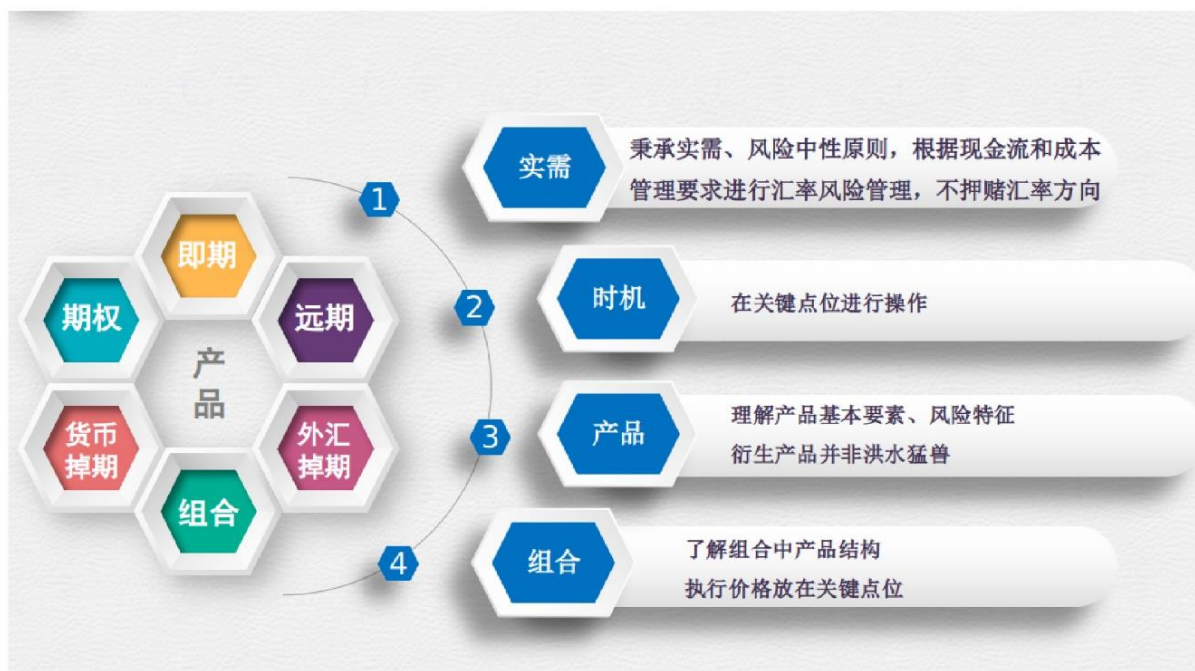 即期
期权
远期
产
品
货币
掉期
外汇
掉期
组合
1
实需
秉承实需、风险中性原则，根据现金流和成本
管理要求进行汇率风险管理，不押赌汇率方向
2
时机
在关键点位进行操作
3
产品
理解产品基本要素、风险特征
衍生产品并非洪水猛兽
4
组合
了解组合中产品结构
执行价格放在关键点位